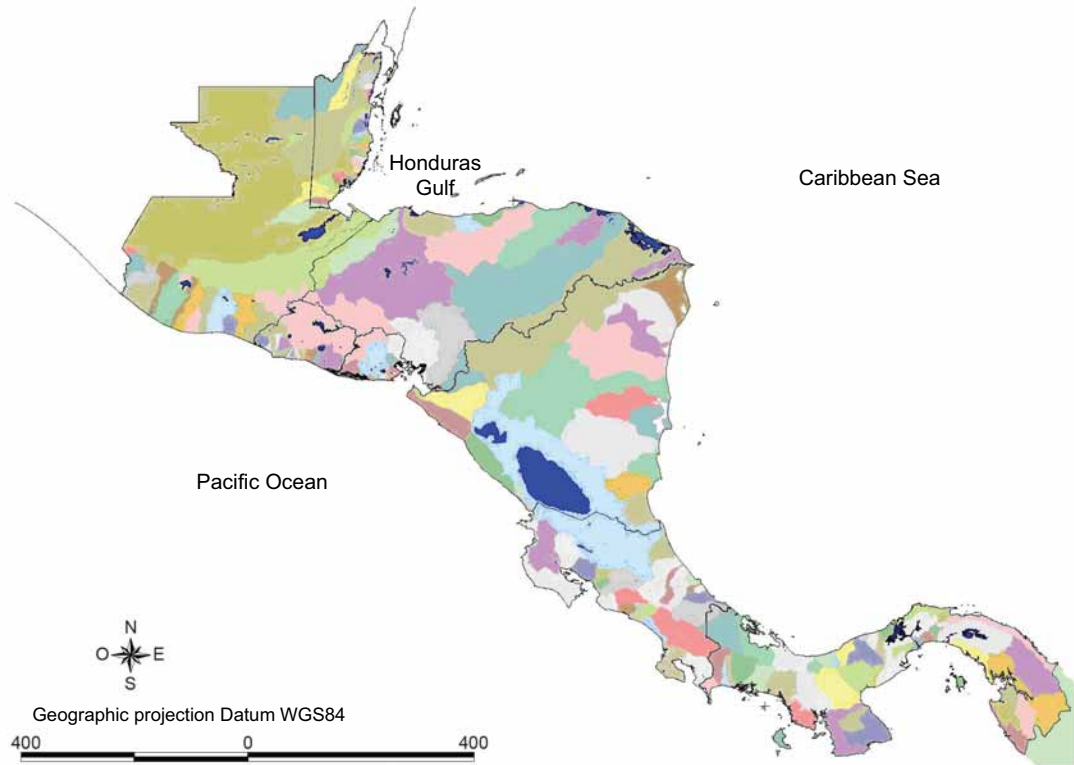 Honduras
Gulf
Caribbean Sea
Pacific Ocean
N
O E
S
Geographic projection Datum WGS84
400 0 400